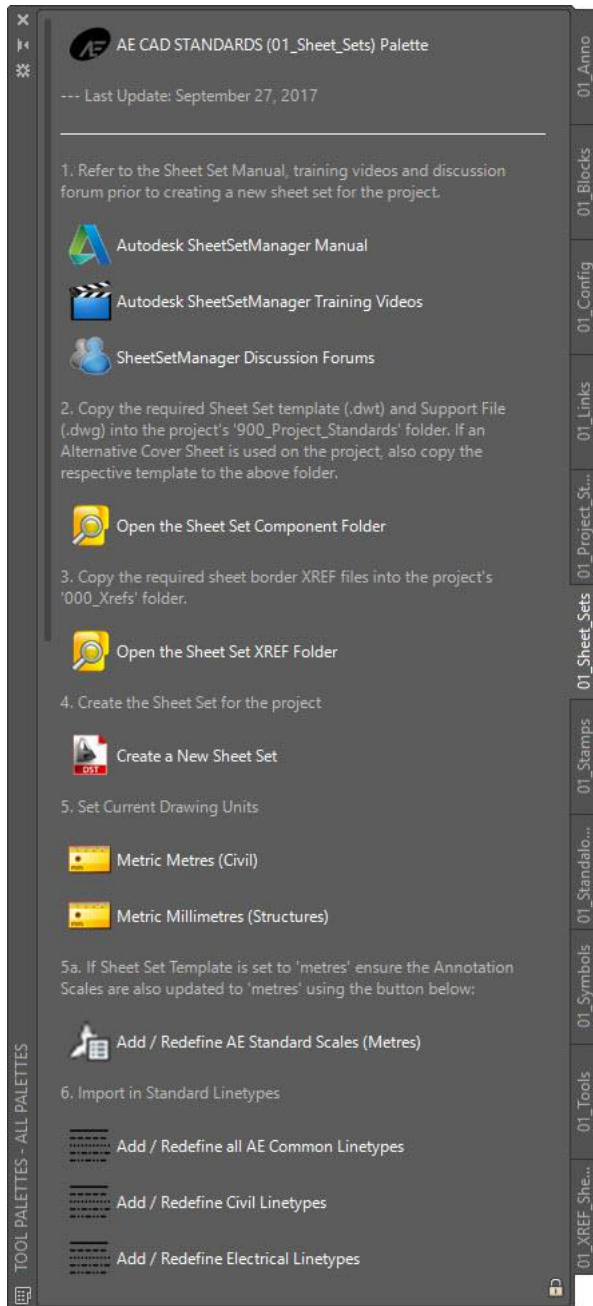 AE CAD STANDARDS (01_Sheet_Sets) Palette
--- Last Update: September 27, 2017
1. Refer to the Sheet Set Manual, training videos and discussion
forum prior to creating a new sheet set for the project.
Autodesk SheetSetManager Manual
Autodesk SheetSetManager Training Videos
SheetSetManager Discussion Forums
2. Copy the required Sheet Set template (.dwt) and Support File
(.dwg) into the project's '900_Project_Standards' folder. If an
Alternative Cover Sheet is used on the project, also copy the
respective template to the above folder.
Open the Sheet Set Component Folder
3. Copy the required sheet border XREF files into the project's
'000_Xrefs' folder.
Open the Sheet Set XREF Folder
4. Create the Sheet Set for the project
DST
Create a New Sheet Set
5. Set Current Drawing Units
Metric Metres (Civil)
Metric Millimetres (Structures)
5a. If Sheet Set Template is set to 'metres' ensure the Annotation
Scales are also updated to 'metres' using the button below:
Add / Redefine AE Standard Scales (Metres)
6. Import in Standard Linetypes
Add / Redefine all AE Common Linetypes
Add / Redefine Civil Linetypes
Add / Redefine Electrical Linetypes
TOOL PALETTES - ALL PALETTES
01_Anno
01_Blocks
01_Config
01_Links
01_Project_St...
01_Sheet_Sets
01_Stamps
01_Standalo...
01_Symbols
01_Tools
01_XREF_She...